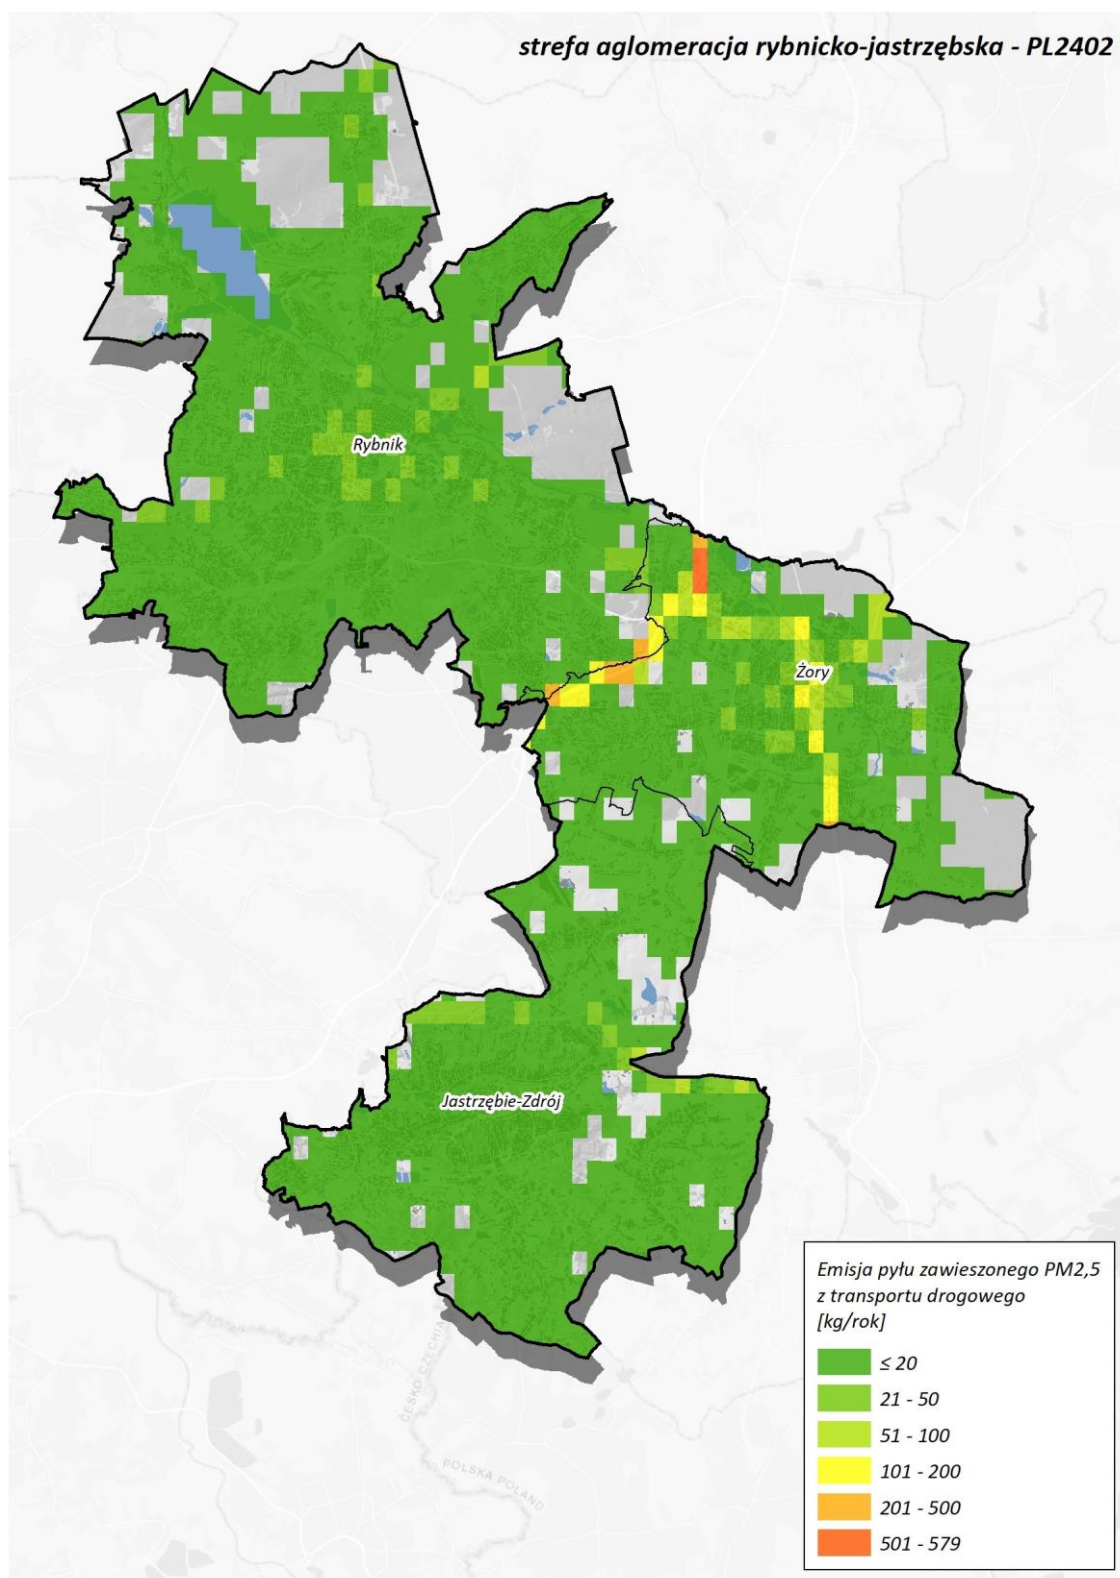 strefa aglomeracja rybnicko-jastrzębska - PL2402
Rybnik
Żory
Jastrzębie-Zdrój
Emisja pyłu zawieszonego PM2,5
z transportu drogowego
[kg/rok]
≤ 20
21 - 50
51 - 100
101 - 200
201 - 500
501 - 579
ČESKO CZECHIA
POLSKA POLAND